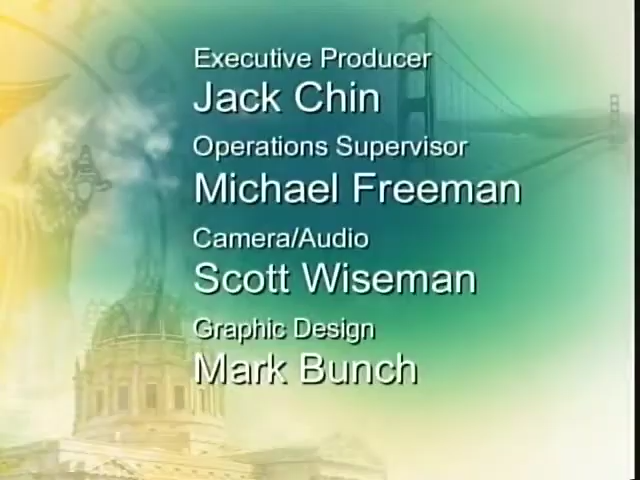 Executive Producer
Jack Chin
Operations Supervisor
Michael Freeman
Camera/Audio
Scott Wiseman
Graphic Design
Mark Bunch